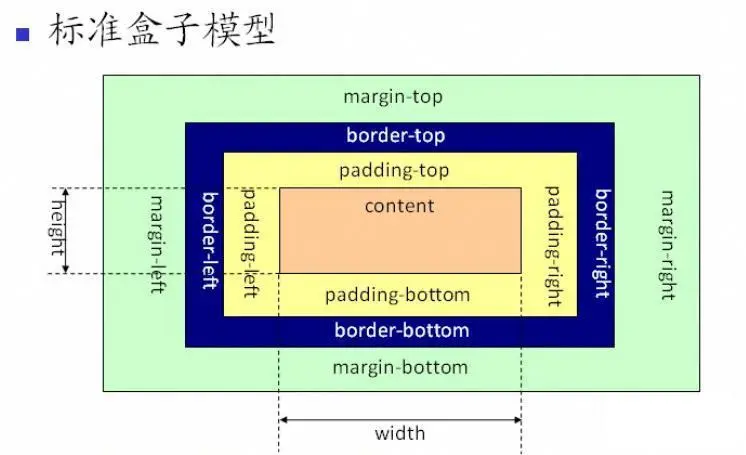 标准盒子模型
margin-top
border-top
padding-top
content
height
margin-left
border-left
padding-left
padding-right
border-right
margin-right
padding-bottom
border-bottom
margin-bottom
width